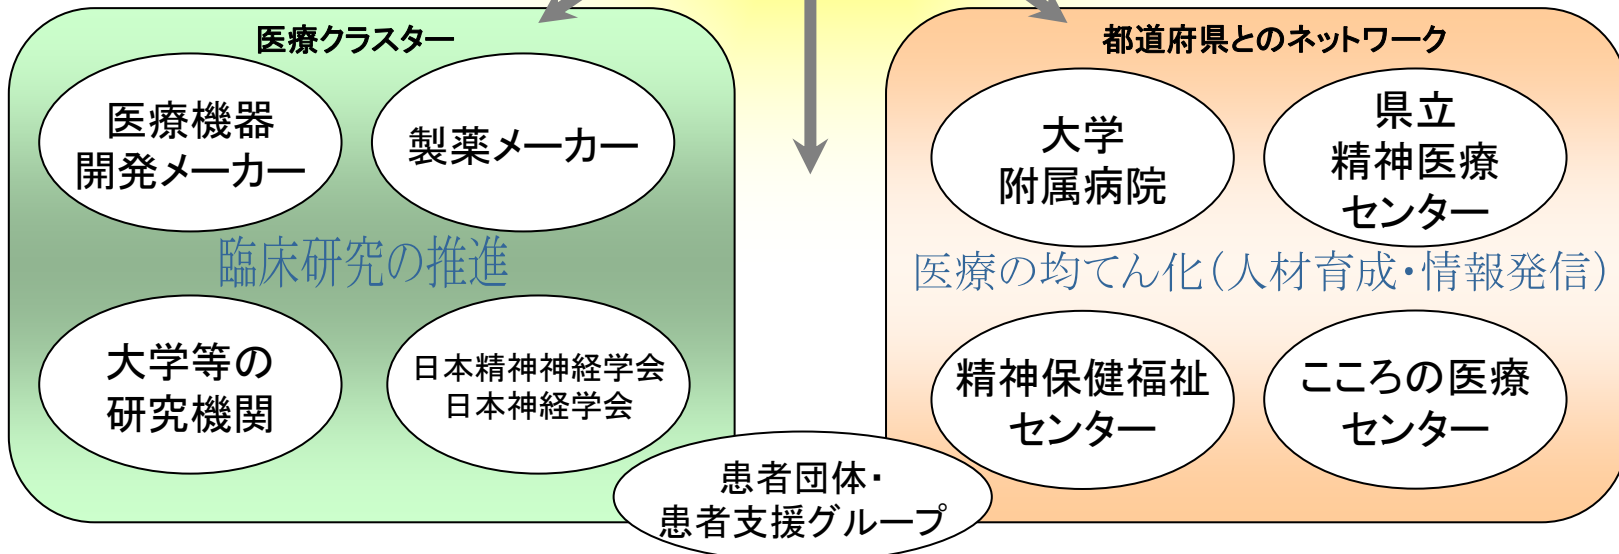 医療クラスター
医療機器
開発メーカー
製薬メーカー
臨床研究の推進
大学等の
研究機関
日本精神神経学会
日本神経学会
都道府県とのネットワーク
大学
附属病院
県立
精神医療
センター
医療の均てん化(人材育成・情報発信)
精神保健福祉
センター
こころの医療
センター
患者団体・
患者支援グループ